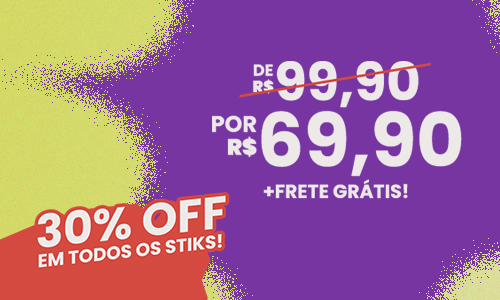 DE
R$ 99,90
POR
R$ 69,90
+FRETE GRÁTIS!
30% OFF
EM TODOS OS STIKS!